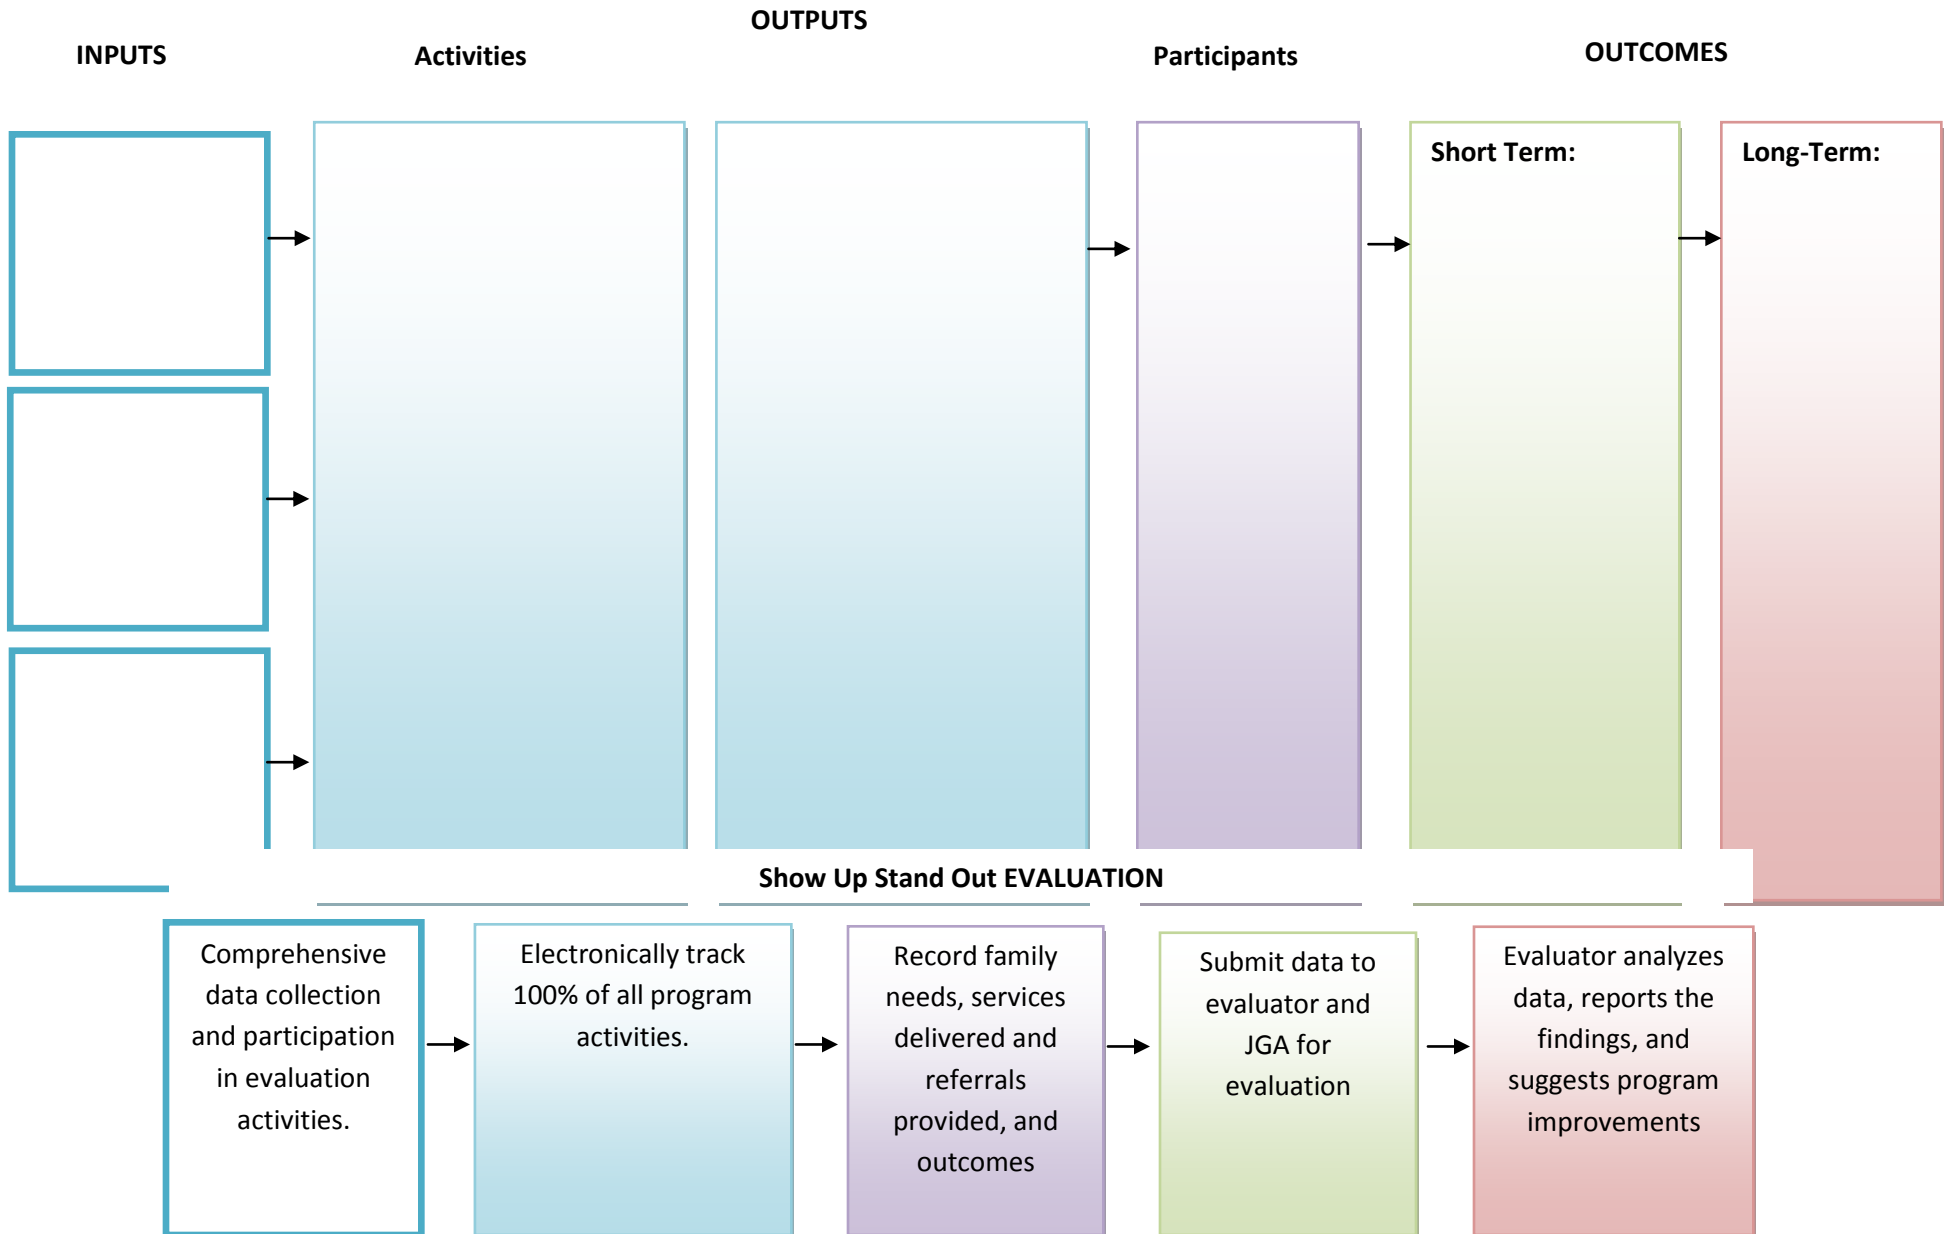 OUTPUTS
INPUTS
Activities
Participants
OUTCOMES
Short Term:
Long-Term:
Show Up Stand Out EVALUATION
Comprehensive
data collection
and participation
in evaluation
activities.
Electronically track
100% of all program
activities.
Record family
needs, services
delivered and
referrals
provided, and
outcomes
Submit data to
evaluator and
JGA for
evaluation
Evaluator analyzes
data, reports the
findings, and
suggests program
improvements